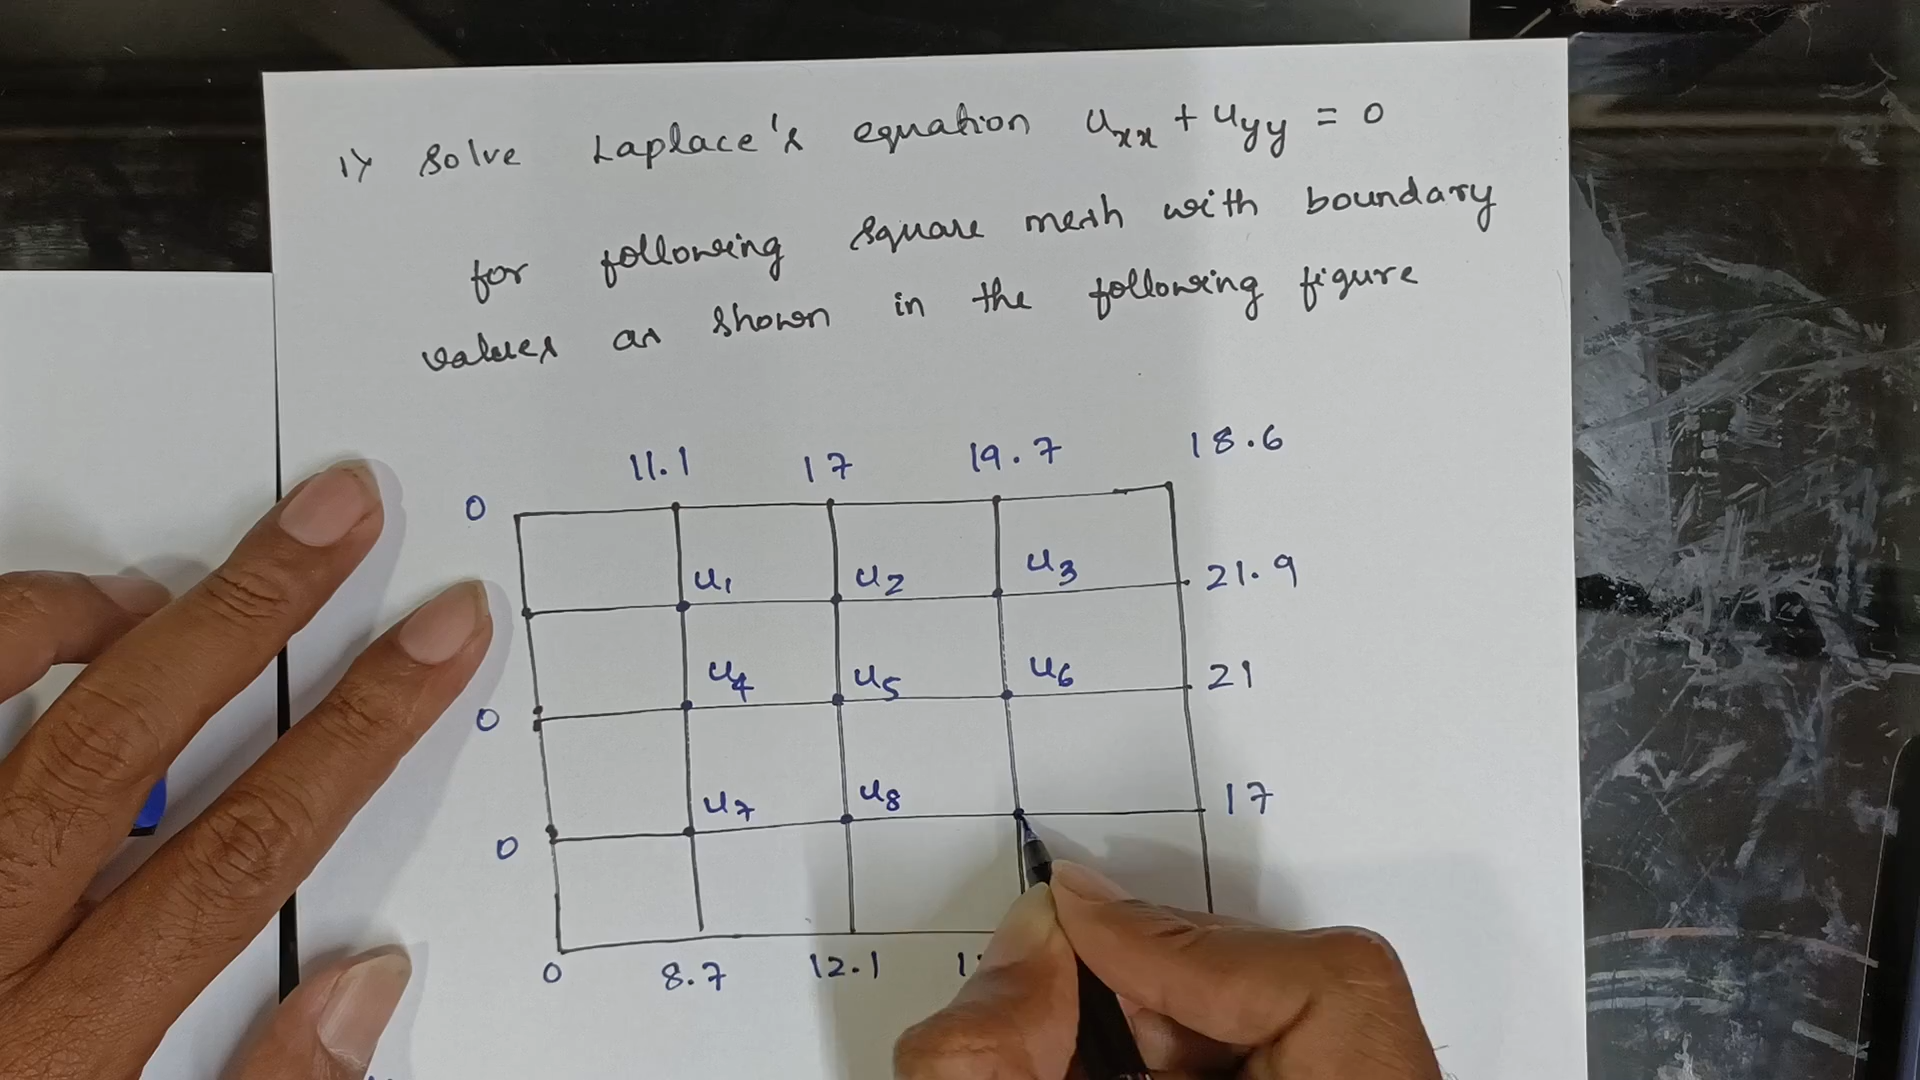 1) Solve Laplace's equation uxx + uyy = 0
for following square mesh with boundary
values as shown in the following figure
0 11.1 17 19.7 18.6
u1 u2 u3 21.9
0 u4 u5 u6 21
0 u7 u8 17
0 8.7 12.1